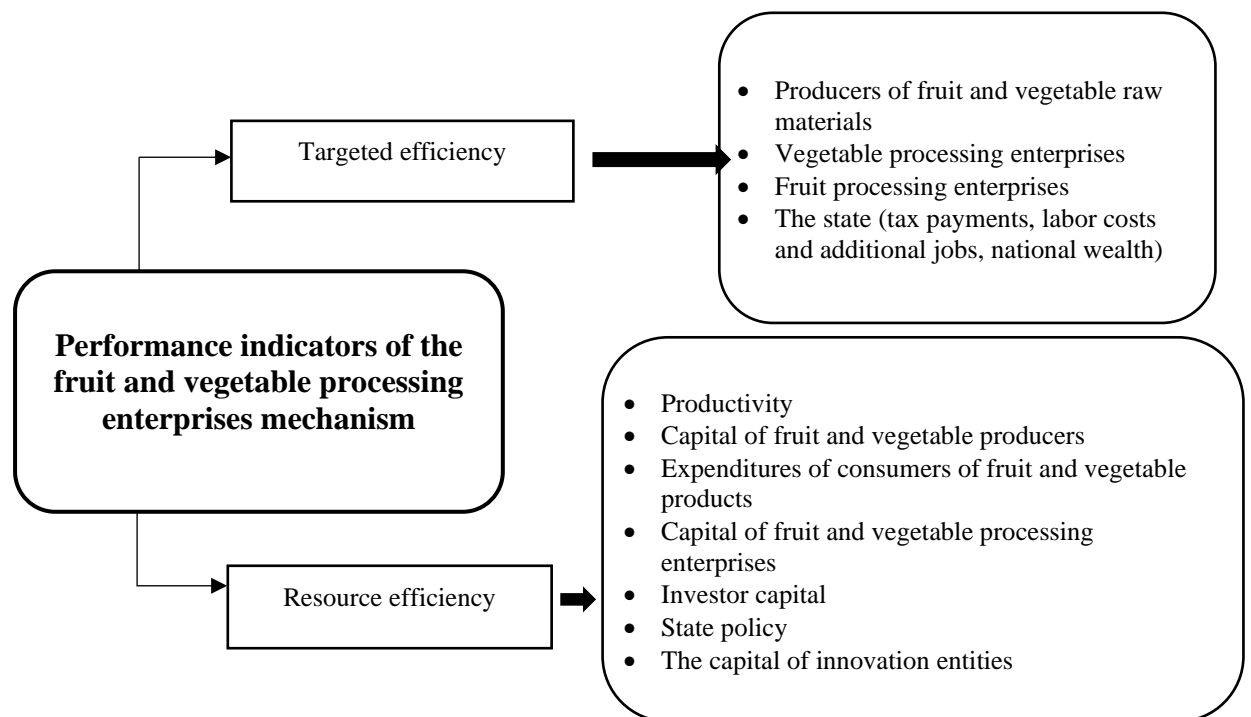 Targeted efficiency
• Producers of fruit and vegetable raw
materials
• Vegetable processing enterprises
• Fruit processing enterprises
• The state (tax payments, labor costs
and additional jobs, national wealth)
Performance indicators of the
fruit and vegetable processing
enterprises mechanism
Resource efficiency
• Productivity
• Capital of fruit and vegetable producers
• Expenditures of consumers of fruit and vegetable
products
• Capital of fruit and vegetable processing
enterprises
• Investor capital
• State policy
• The capital of innovation entities